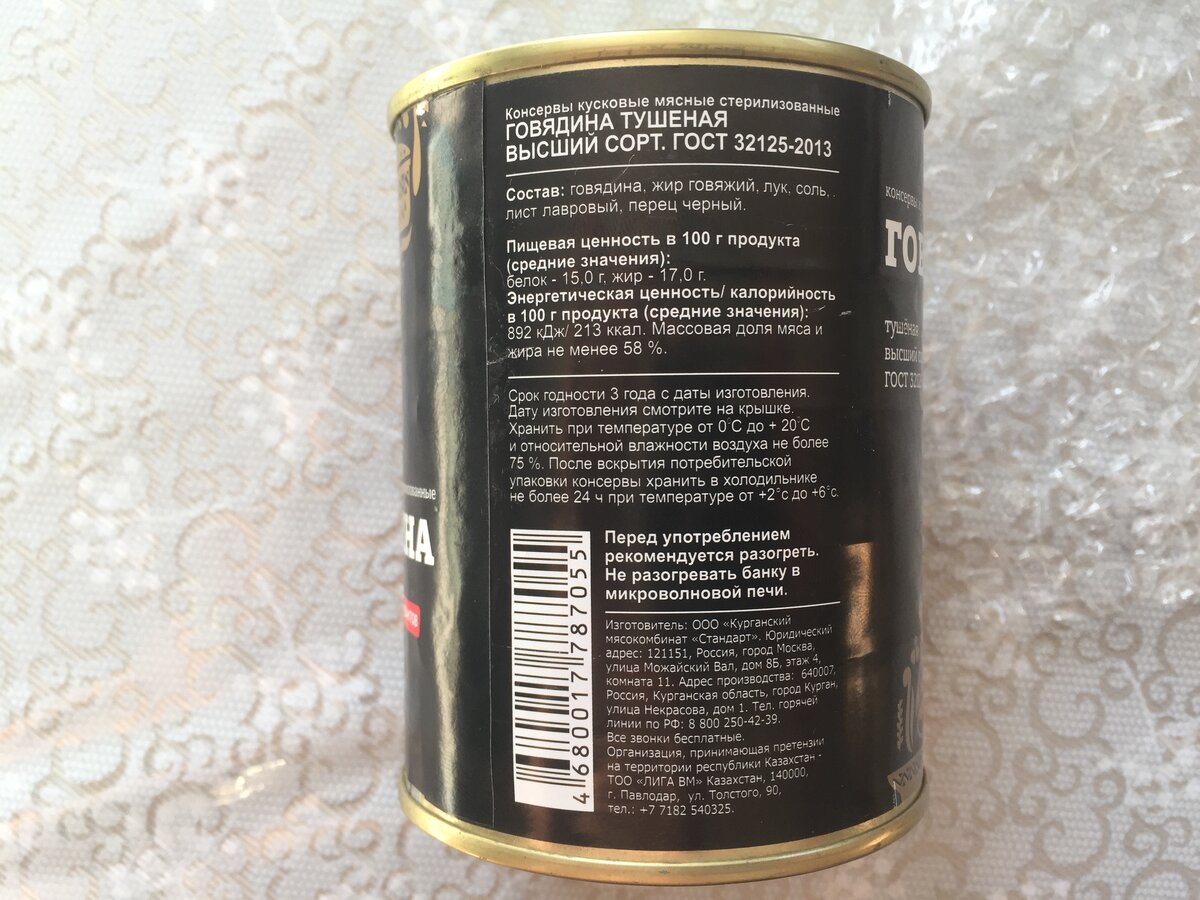 Консервы кусковые мясные стерилизованные
ГОВЯДИНА ТУШЕНАЯ
ВЫСШИЙ СОРТ. ГОСТ 32125-2013
Состав: говядина, жир говяжий, лук. соль,
лист лавровый, перец черный.
Пищевая ценность в 100 г продукта
(средние значения):
белок - 15,0 г, жир - 17,0 г.
Энергетическая ценность/ калорийность
в 100 г продукта (средние значения):
892 кДж/ 213 ккал. Массовая доля мяса и
жира не менее 58 %.
Срок годности 3 года с даты изготовления.
Дату изготовления смотрите на крышке.
Хранить при температуре от 0°С до + 20°С
и относительной влажности воздуха не более
75 %. После вскрытия потребительской
упаковки консервы хранить в холодильнике
не более 24 ч при температуре от +2°с до +6°с.
Перед употреблением
рекомендуется разогреть.
Не разогревать банку в
микроволновой печи.
Изготовитель: ООО «Курганский
мясокомбинат «Стандарт». Юридический
адрес: 121151, Россия, город Москва,
улица Можайский Вал, дом 8Б, этаж 4,
комната 11. Адрес производства: 640007,
Россия, Курганская область, город Курган,
улица Некрасова, дом 1. Тел. горячей
линии по РФ: 8 800 250-42-39.
Все звонки бесплатные.
Организация, принимающая претензии
на территории республики Казахстан -
ТОО «ЛИГА ВМ» Казахстан, 140000,
г. Павлодар, ул. Толстого, 90,
тел.: +7 7182 540325.
4 680017 787055
НА
ГО
тушёная
высший
ГОСТ